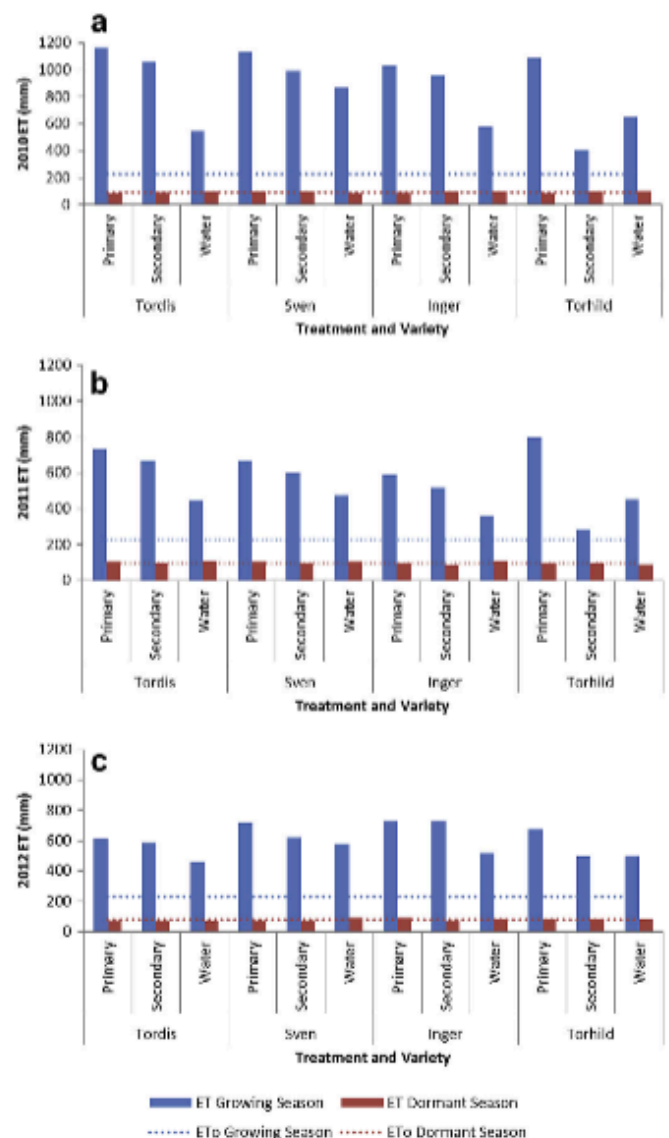 a
1200
1000
800
600
400
200
0
2010 ET (mm)
Primary Secondary Water Primary Secondary Water Primary Secondary Water Primary Secondary Water
Tordis Sven Inger Torhild
Treatment and Variety
b
1200
1000
800
600
400
200
0
2011 ET (mm)
Primary Secondary Water Primary Secondary Water Primary Secondary Water Primary Secondary Water
Tordis Sven Inger Torhild
Treatment and Variety
c
1200
1000
800
600
400
200
0
2012 ET (mm)
Primary Secondary Water Primary Secondary Water Primary Secondary Water Primary Secondary Water
Tordis Sven Inger Torhild
Treatment and Variety
ET Growing Season ET Dormant Season
ETo Growing Season ETo Dormant Season